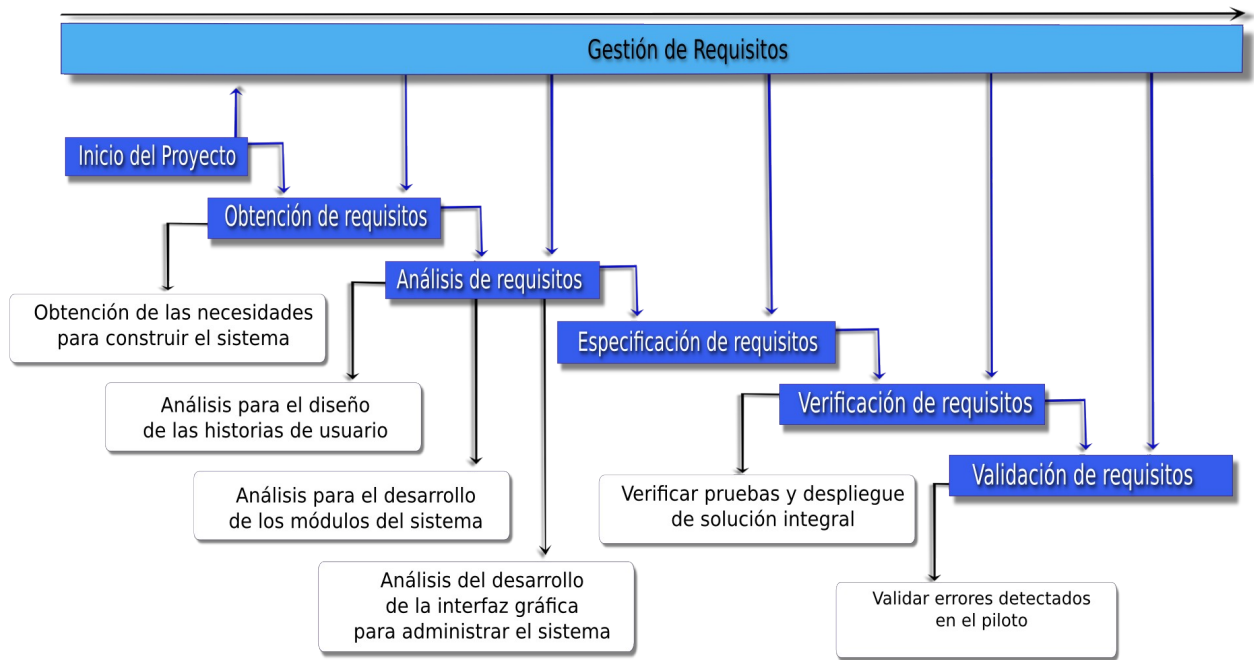 Gestión de Requisitos
Inicio del Proyecto
Obtención de requisitos
Análisis de requisitos
Obtención de las necesidades
para construir el sistema
Especificación de requisitos
Análisis para el diseño
de las historias de usuario
Verificación de requisitos
Validación de requisitos
Análisis para el desarrollo
de los módulos del sistema
Verificar pruebas y despliegue
de solución integral
Análisis del desarrollo
de la interfaz gráfica
para administrar el sistema
Validar errores detectados
en el piloto